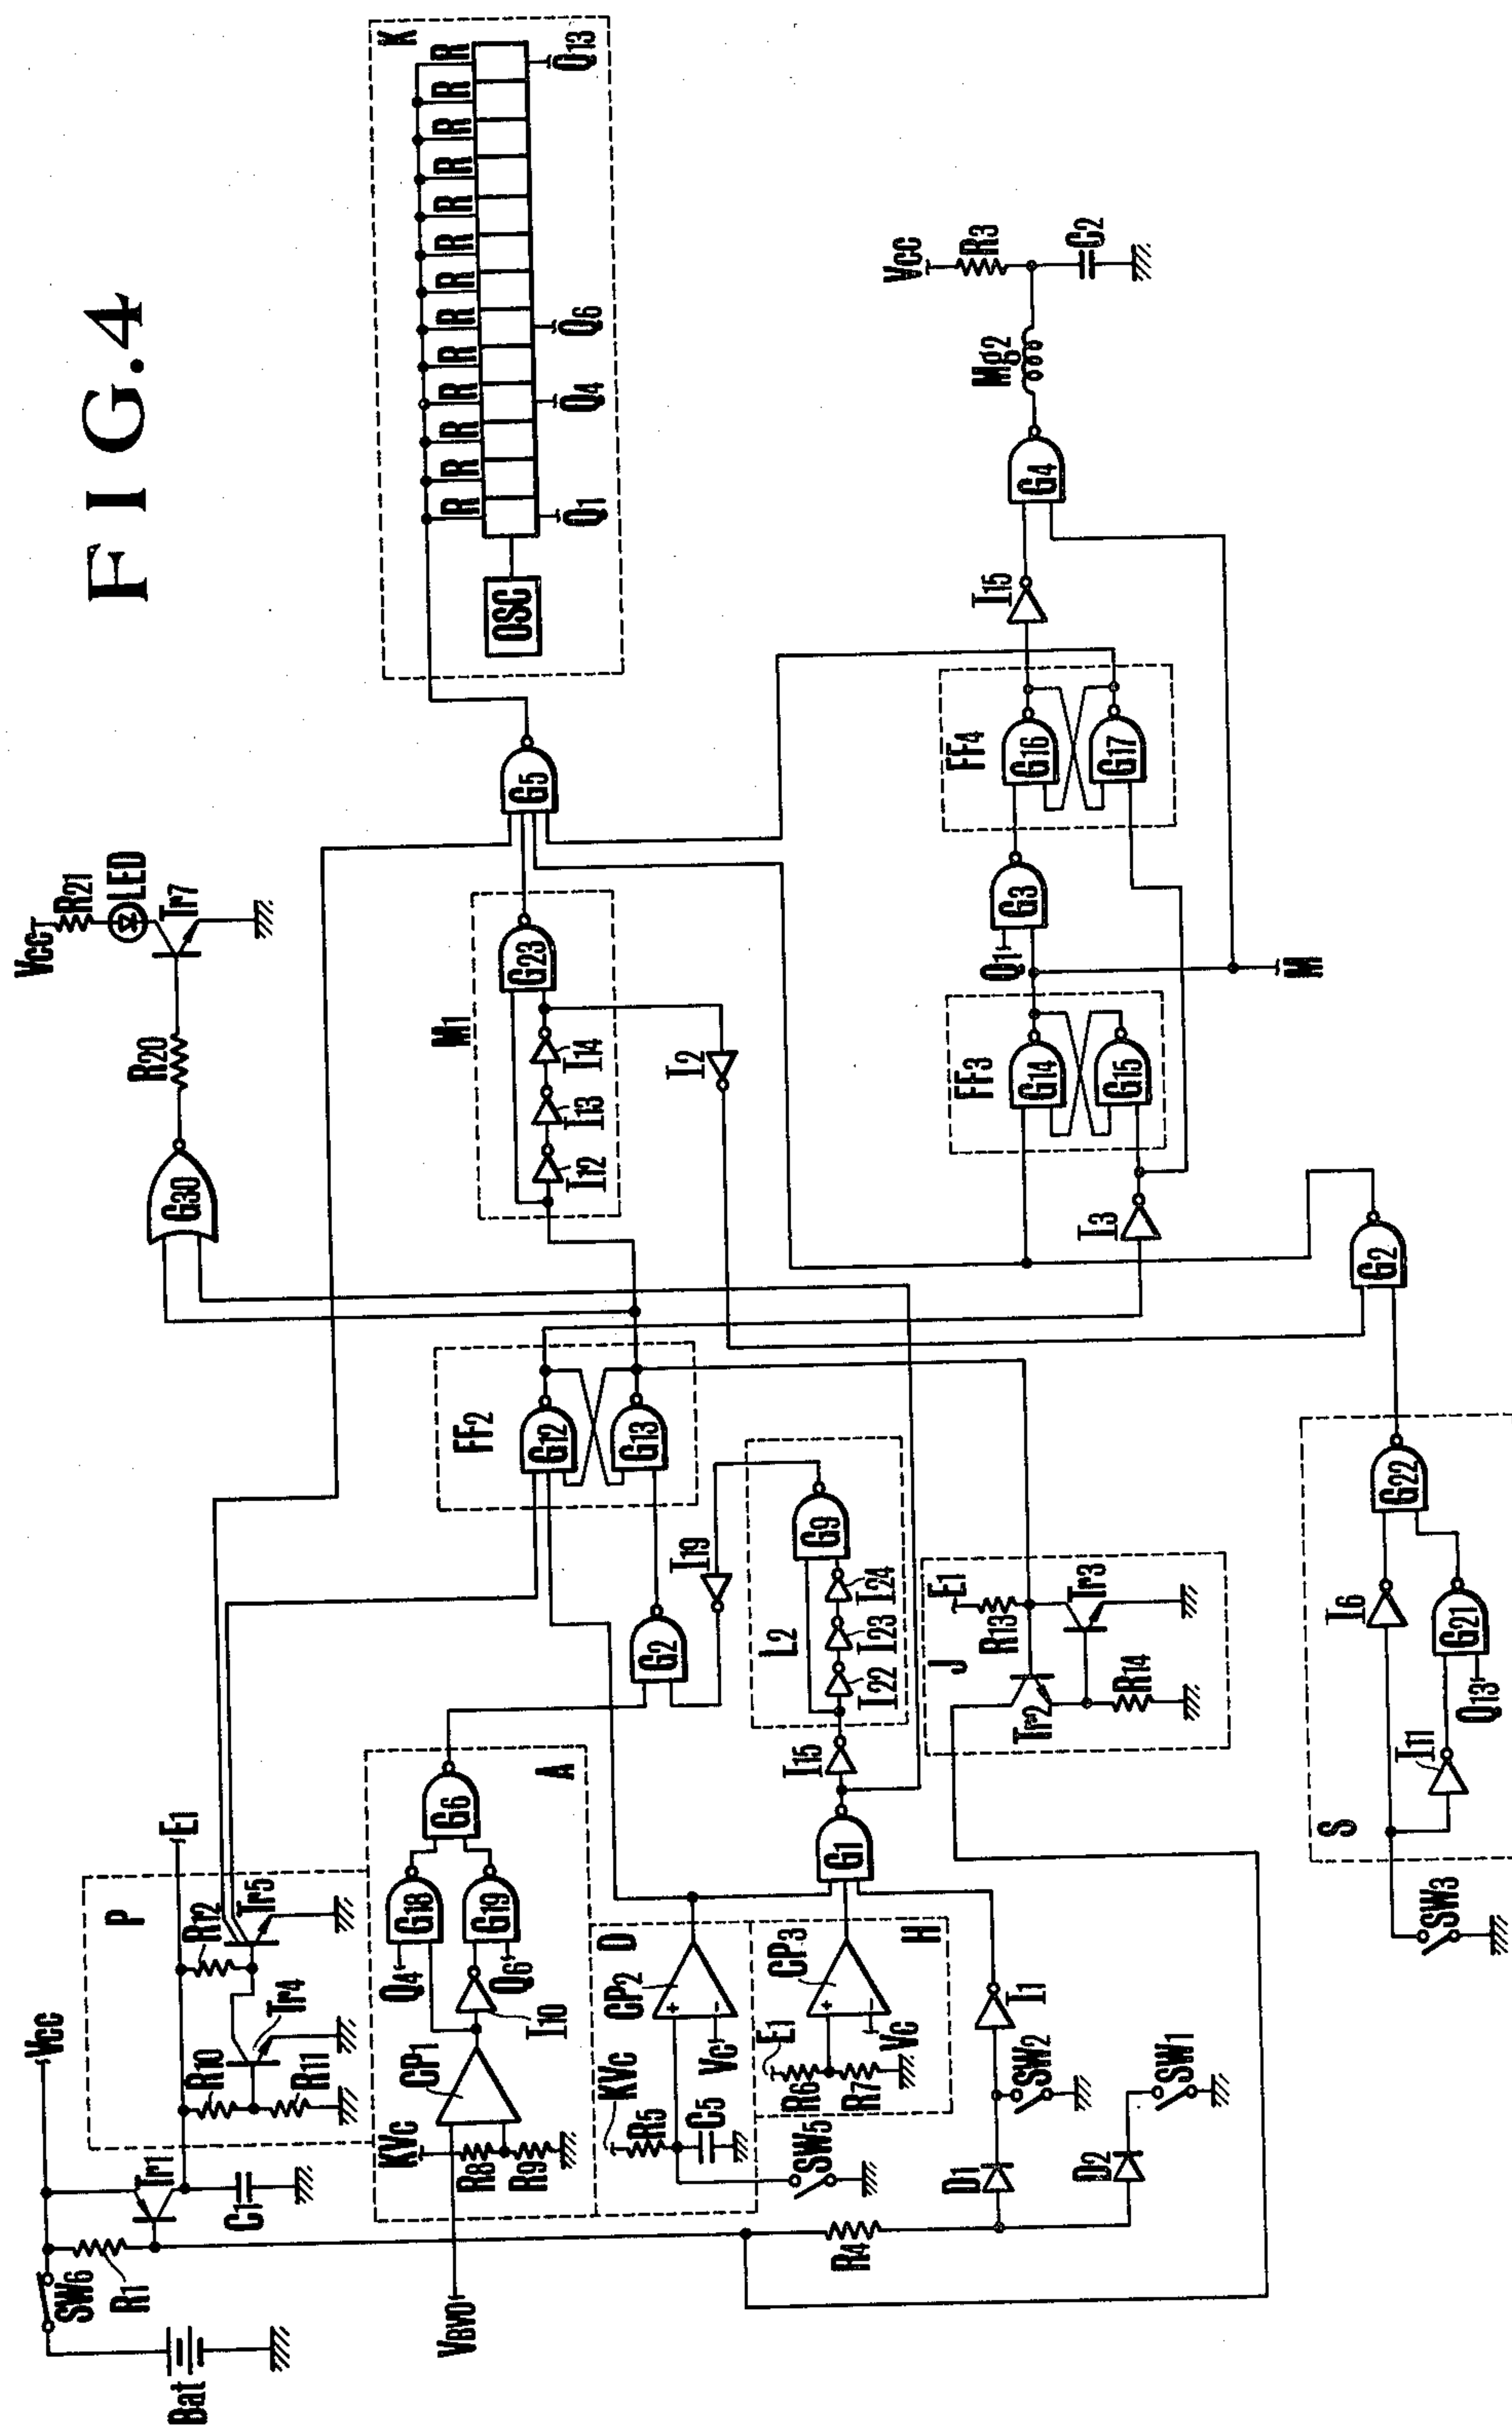 FIG.4
Bat
SW6
R1
Vcc
Tr1
C1
P
R10
R11
Tr4
R12
Tr5
E1
VBVO
KVc
R8
R9
CP1
I10
Q4
Q6
G18
G19
G6
A
KVc
R5
C5
SW5
CP2
+
-
Vc
D
E1
R6
R7
CP3
+
-
Vc
H
R4
D1
D2
SW2
SW1
I1
G1
I15
L2
I22
I23
I24
G9
I19
G2
FF2
G12
G13
J
E1
R13
Tr2
Tr3
R14
SW3
S
I11
I6
Q13
G21
G22
G2
I3
I2
G30
R20
Vcc
R21
LED
Tr7
M1
I12
I13
I14
G23
G5
FF3
G14
G15
M
Q1
G3
FF4
G16
G17
I15
G4
Mg2
Vcc
R3
C2
K
OSC
R R R R R R R R R R R R R
Q1
Q4
Q6
Q13